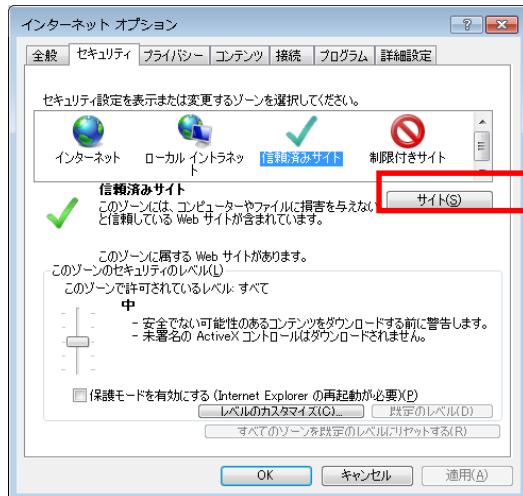 インターネット オプション
全般 セキュリティ プライバシー コンテンツ 接続 プログラム 詳細設定
セキュリティ設定を表示または変更するゾーンを選択してください。
インターネット ローカル イントラネッ
ト 信頼済みサイト 制限付きサイト
信頼済みサイト
このゾーンには、コンピューターやファイルに損害を与えない
と信頼している Web サイトが含まれています。
サイト(S)
このゾーンに属する Web サイトがあります。
このゾーンのセキュリティのレベル(L)
このゾーンで許可されているレベル: すべて
中
- 安全でない可能性のあるコンテンツをダウンロードする前に警告します。
- 未署名の ActiveX コントロールはダウンロードされません。
保護モードを有効にする (Internet Explorer の再起動が必要)(P)
レベルのカスタマイズ(C)... 既定のレベル(D)
すべてのゾーンを既定のレベルにリセットする(R)
OK キャンセル 適用(A)